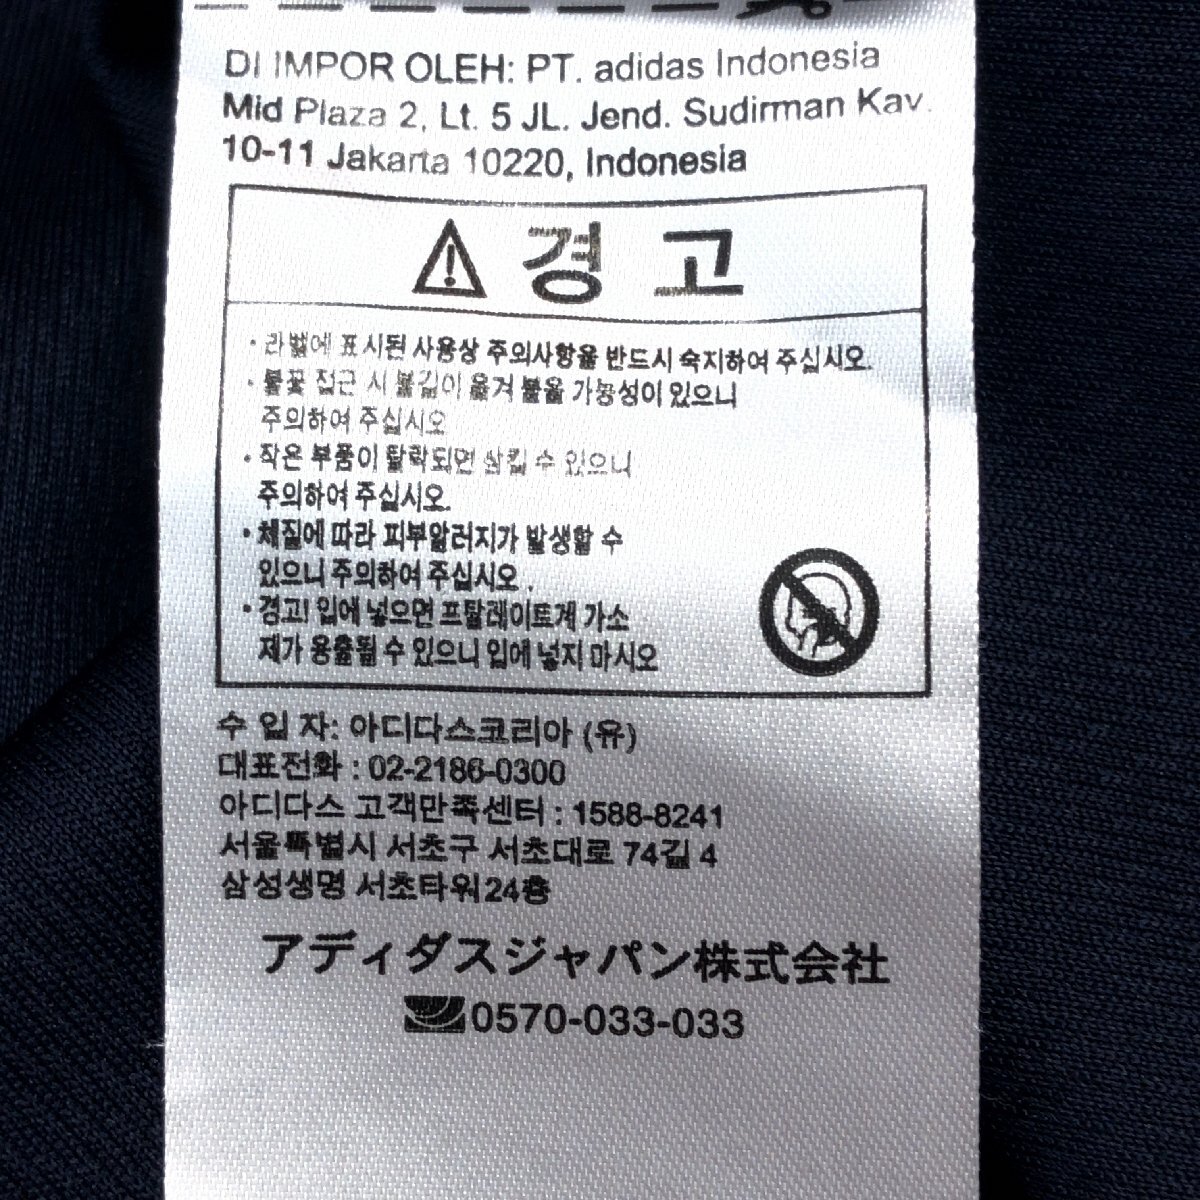 DI IMPOR OLEH: PT. adidas Indonesia
Mid Plaza 2, Lt. 5 JL. Jend. Sudirman Kav.
10-11 Jakarta 10220, Indonesia
경 고
· 라벨에 표시된 사용상 주의사항을 반드시 숙지하여 주십시오.
· 불꽃 접근 시 불길이 옮겨 붙을 가능성이 있으니
주의하여 주십시오
· 작은 부품이 탈락되면 삼킬 수 있으니
주의하여 주십시오.
· 체질에 따라 피부알러지가 발생할 수
있으니 주의하여 주십시오 .
· 경고! 입에 넣으면 프탈레이트계 가소
제가 용출될 수 있으니 입에 넣지 마시오
수 입 자: 아디다스코리아 (유)
대표전화 : 02-2186-0300
아디다스 고객만족센터 : 1588-8241
서울특별시 서초구 서초대로 74길 4
삼성생명 서초타워24층
アディダスジャパン株式会社
0570-033-033